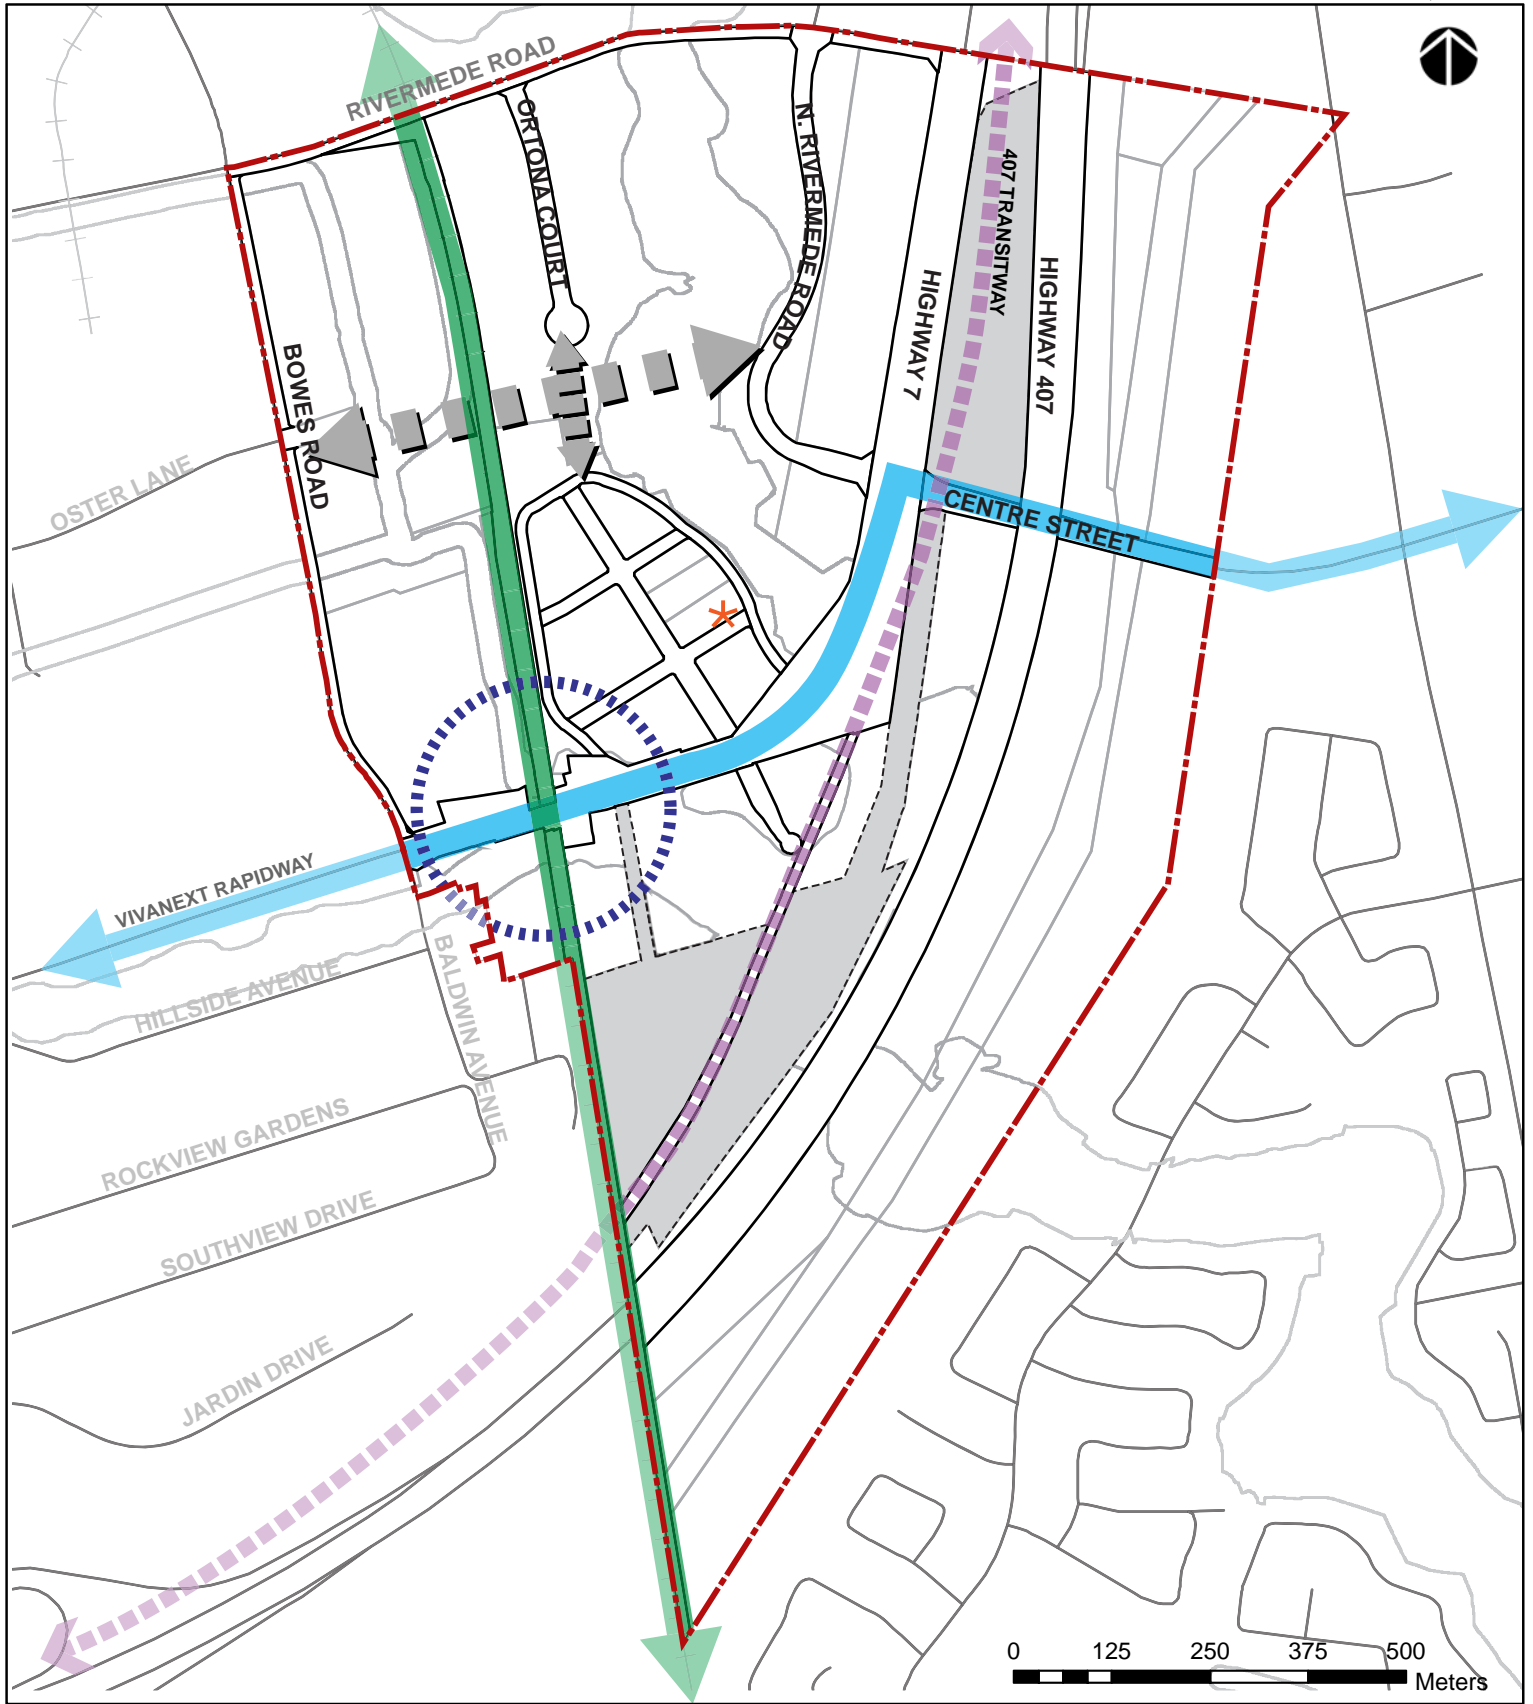 RIVERMEDE ROAD
ORTONA COURT
N. RIVERMEDE ROAD
407 TRANSITWAY
HIGHWAY 7
HIGHWAY 407
BOWES ROAD
OSTER LANE
CENTRE STREET
VIVANEXT RAPIDWAY
HILLSIDE AVENUE
BALDWIN AVENUE
ROCKVIEW GARDENS
SOUTHVIEW DRIVE
JARDIN DRIVE
0 125 250 375 500
Meters